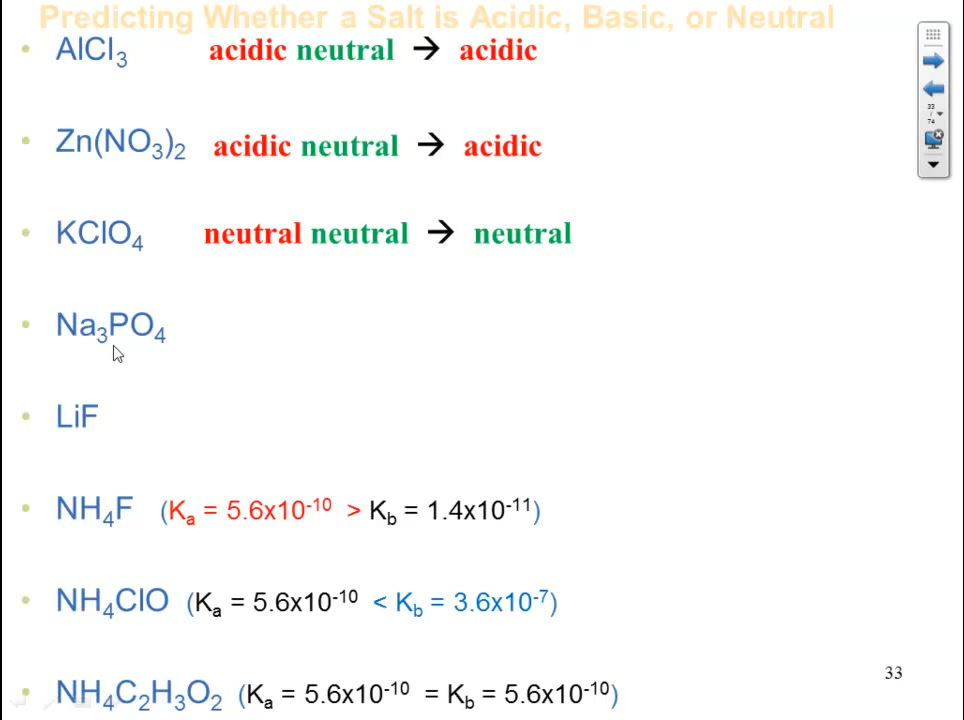 Predicting Whether a Salt is Acidic, Basic, or Neutral
• AlCl₃ acidic neutral → acidic
• Zn(NO₃)₂ acidic neutral → acidic
• KClO₄ neutral neutral → neutral
• Na₃PO₄
• LiF
• NH₄F (Kₐ = 5.6x10⁻¹⁰ > K_b = 1.4x10⁻¹¹)
• NH₄ClO (Kₐ = 5.6x10⁻¹⁰ < K_b = 3.6x10⁻⁷)
• NH₄C₂H₃O₂ (Kₐ = 5.6x10⁻¹⁰ = K_b = 5.6x10⁻¹⁰)
33
33
/
74